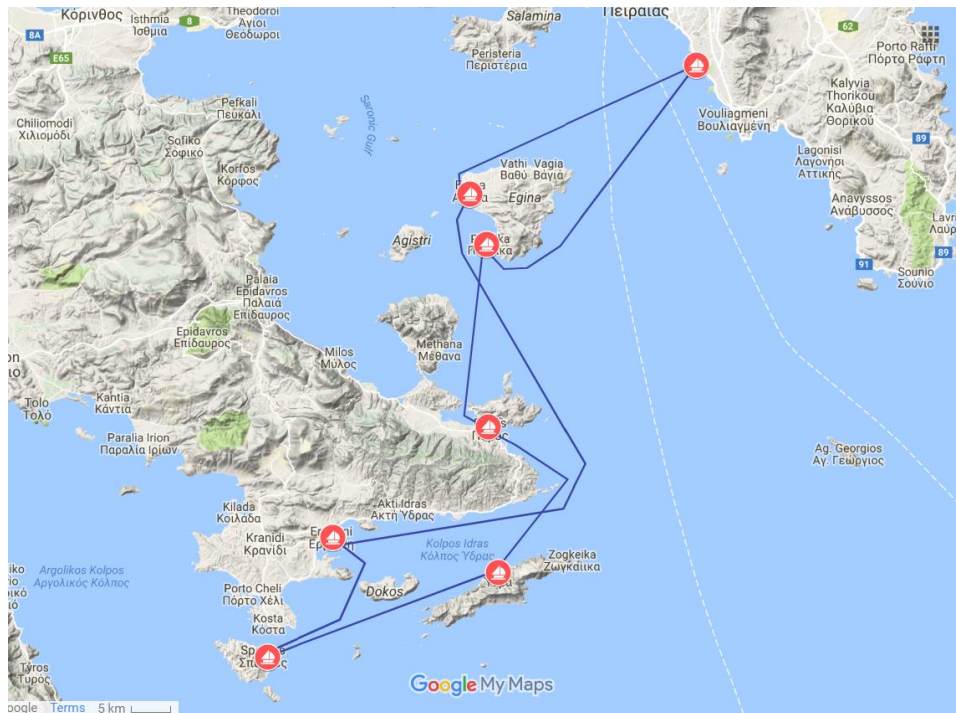 Κόρινθος
Isthmia
Ισθμία
Theodoroi
Άγιοι
Θεόδωροι
Salamina
Πειραιάς
8A
8
E65
62
Peristeria
Περιστέρια
Porto Rafti
Πόρτο Ράφτη
Chiliomodi
Χιλιομόδι
Pefkali
Πευκάλι
Saronic Gulf
Vouliagmeni
Βουλιαγμένη
Kalyvia
Thorikou
Καλύβια
Θορικού
89
Sofiko
Σοφικό
Korfos
Κόρφος
Lagonisi
Λαγονήσι
Αττικής
Vathi
Βαθύ
Vagia
Βάγια
Egina
Anavyssos
Ανάβυσσος
Agistri
89
91
Sounio
Σούνιο
Palaia
Epidavros
Παλαιά
Επίδαυρος
Epidavros
Επίδαυρος
Methana
Μέθανα
Milos
Μύλος
Tolo
Τολό
Kantia
Κάντια
Paralia Irion
Παραλία Ιρίων
Ag. Georgios
Αγ. Γεώργιος
Kilada
Κοιλάδα
Akti Idras
Ακτή Ύδρας
Kranidi
Κρανίδι
Kolpos Idras
Κόλπος Ύδρας
Zogkeika
Ζωγκαίικα
Argolikos Kolpos
Αργολικός Κόλπος
Porto Cheli
Πόρτο Χέλι
Dokos
Kosta
Κόστα
Tyros
Τυρός
Google My Maps
Terms
5 km